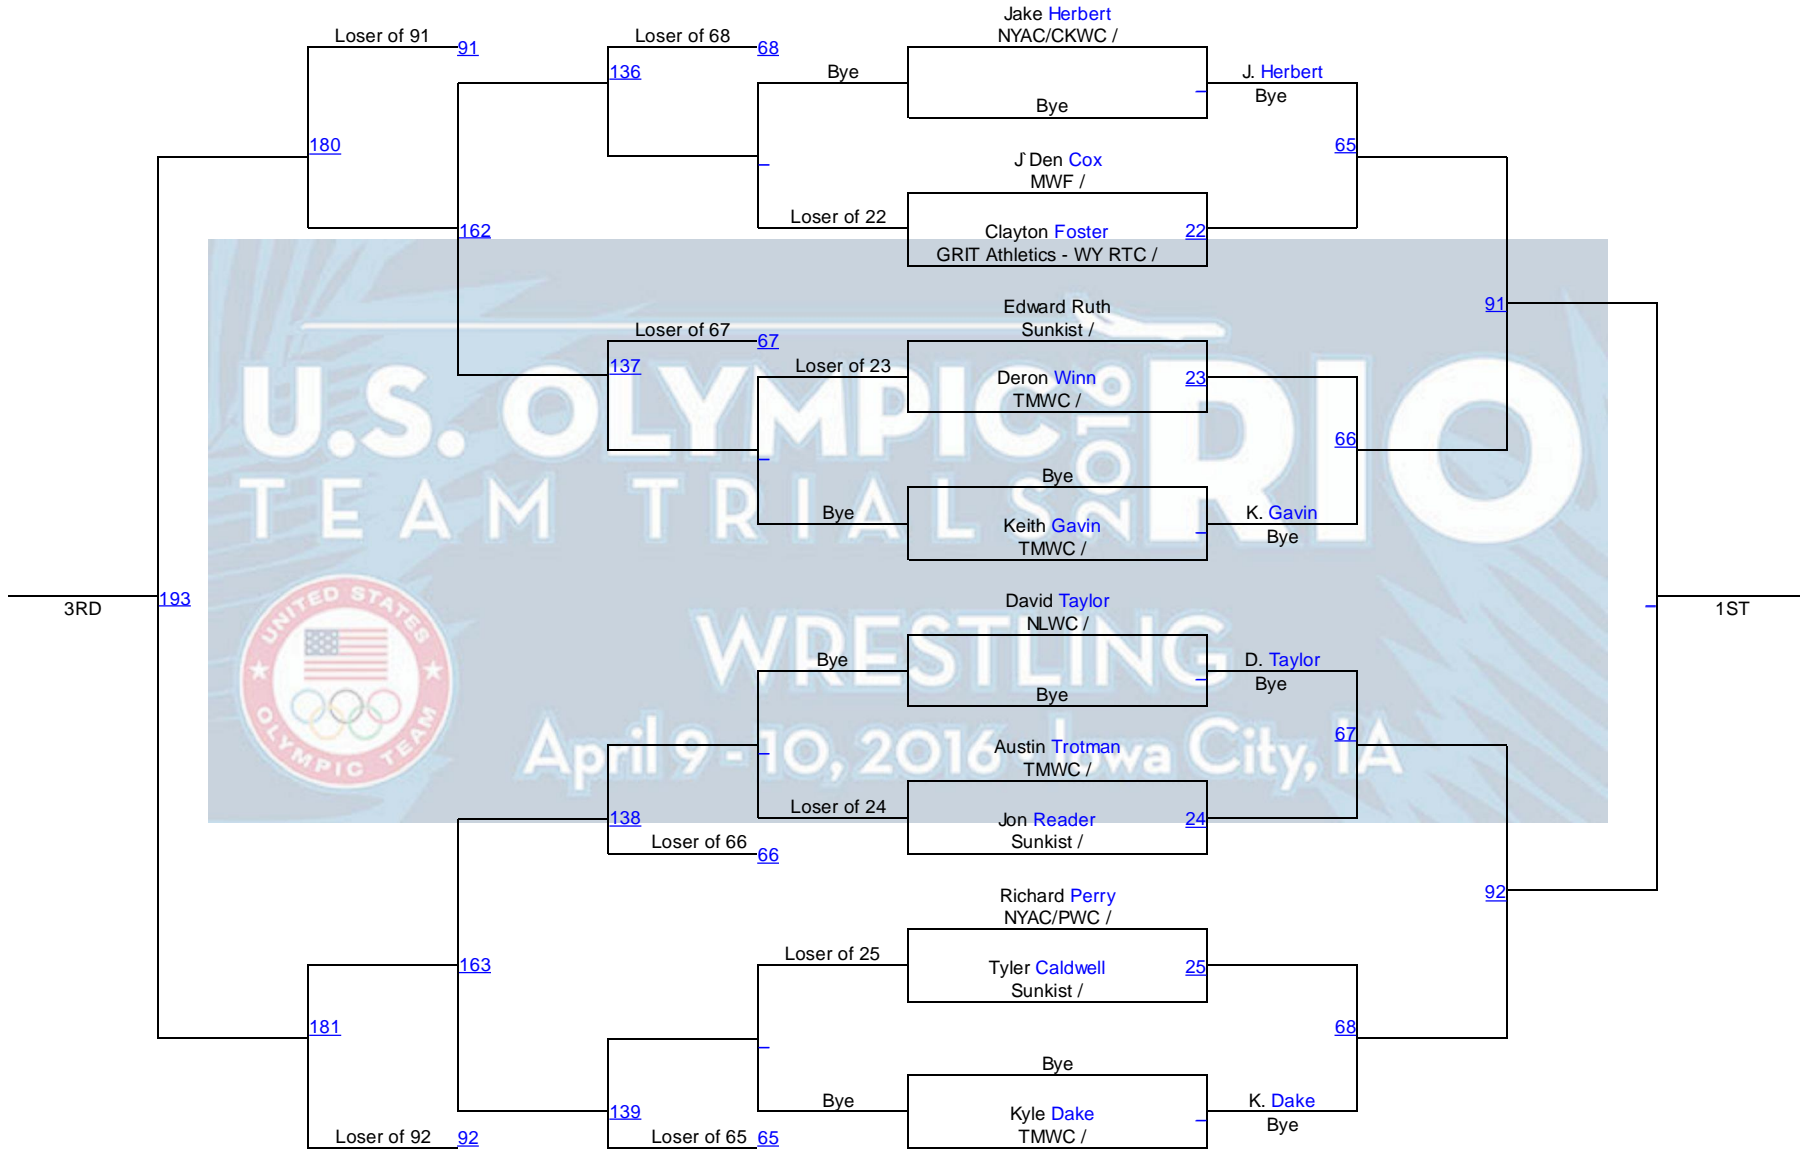 Jake Herbert
Loser of 91
91
Loser of 68
68
NYAC/CKWC /
136
Bye
J. Herbert
Bye
Bye
180
65
J`Den Cox
MWF /
Loser of 22
162
Clayton Foster
22
GRIT Athletics - WY RTC /
91
Edward Ruth
Loser of 67
67
Sunkist /
137
Loser of 23
Deron Winn
23
TMWC /
66
Bye
Bye
K. Gavin
Keith Gavin
Bye
TMWC /
U.S. OLYMPIC
TEAM TRIALS
2016
RIO
WRESTLING
April 9 - 10, 2016 - Iowa City, IA
UNITED STATES
OLYMPIC TEAM
3RD
193
1ST
David Taylor
NLWC /
Bye
D. Taylor
Bye
Bye
67
Austin Trotman
TMWC /
Loser of 24
138
Jon Reader
24
Loser of 66
66
Sunkist /
92
Richard Perry
NYAC/PWC /
Loser of 25
163
Tyler Caldwell
25
Sunkist /
181
68
Bye
Bye
K. Dake
139
Kyle Dake
Bye
Loser of 92
92
Loser of 65
65
TMWC /